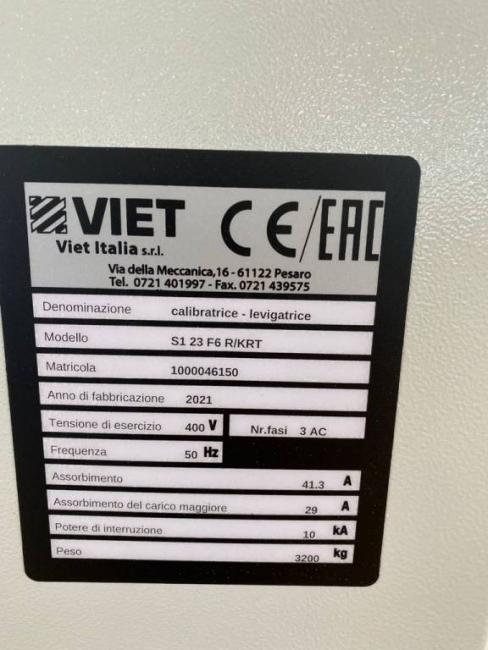 VIET
CE/EAC
Viet Italia s.r.l.
Via della Meccanica,16 - 61122 Pesaro
Tel. 0721 401997 - Fax. 0721 439575
Denominazione calibratrice - levigatrice
Modello S1 23 F6 R/KRT
Matricola 1000046150
Anno di fabbricazione 2021
Tensione di esercizio 400 V Nr.fasi 3 AC
Frequenza 50 Hz
Assorbimento 41.3 A
Assorbimento del carico maggiore 29 A
Potere di interruzione 10 kA
Peso 3200 kg